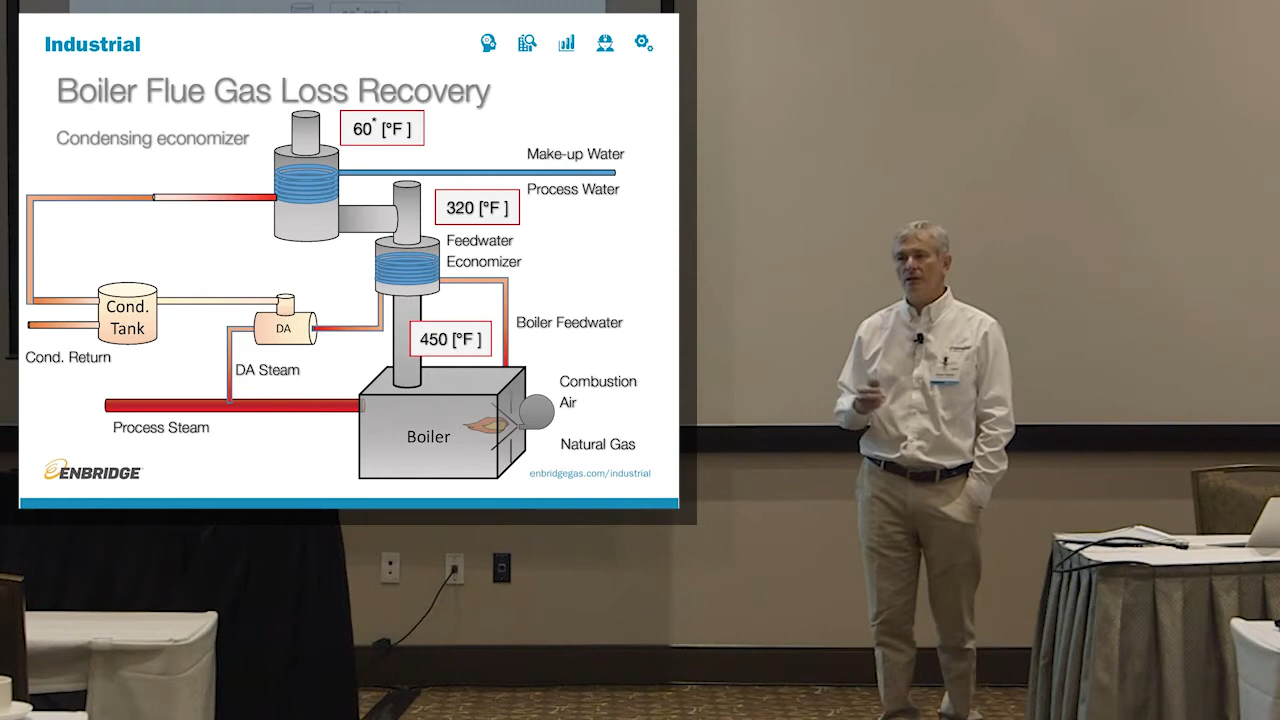 Industrial
Boiler Flue Gas Loss Recovery
Condensing economizer
60* [°F ]
Make-up Water
Process Water
320 [°F ]
Feedwater
Economizer
Cond.
Tank
DA
450 [°F ]
Boiler Feedwater
Cond. Return
DA Steam
Combustion
Air
Process Steam
Boiler
Natural Gas
ENBRIDGE
enbridgegas.com/industrial